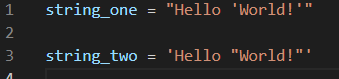 1 string_one = "Hello 'World!'"
2
3 string_two = 'Hello "World!"'
4